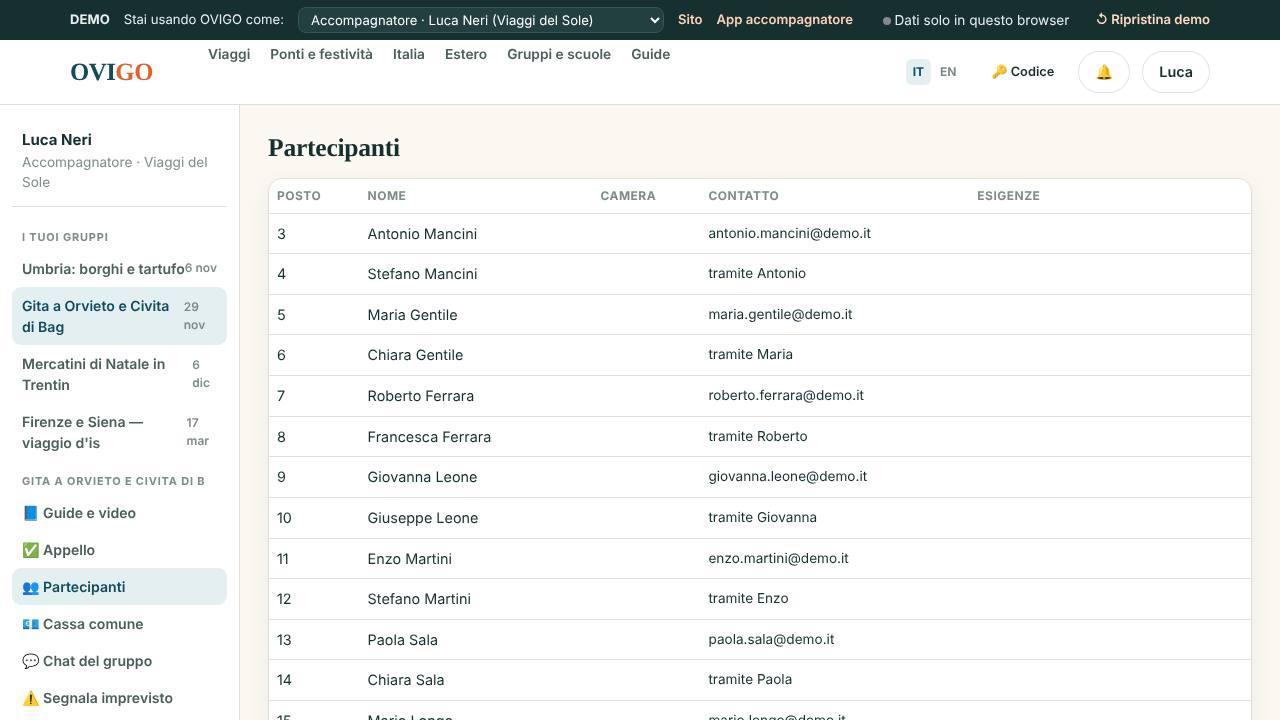 DEMO Stai usando OVIGO come: Accompagnatore · Luca Neri (Viaggi del Sole) Sito App accompagnatore Dati solo in questo browser Ripristina demo
OVIGO Viaggi Ponti e festività Italia Estero Gruppi e scuole Guide IT EN Codice Luca
Luca Neri
Accompagnatore · Viaggi del
Sole
I TUOI GRUPPI
Umbria: borghi e tartufo 6 nov
Gita a Orvieto e Civita 29
di Bag nov
Mercatini di Natale in 6
Trentin dic
Firenze e Siena — 17
viaggio d'is mar
GITA A ORVIETO E CIVITA DI B
Guide e video
Appello
Partecipanti
Cassa comune
Chat del gruppo
Segnala imprevisto
Partecipanti
POSTO NOME CAMERA CONTATTO ESIGENZE
3 Antonio Mancini antonio.mancini@demo.it
4 Stefano Mancini tramite Antonio
5 Maria Gentile maria.gentile@demo.it
6 Chiara Gentile tramite Maria
7 Roberto Ferrara roberto.ferrara@demo.it
8 Francesca Ferrara tramite Roberto
9 Giovanna Leone giovanna.leone@demo.it
10 Giuseppe Leone tramite Giovanna
11 Enzo Martini enzo.martini@demo.it
12 Stefano Martini tramite Enzo
13 Paola Sala paola.sala@demo.it
14 Chiara Sala tramite Paola